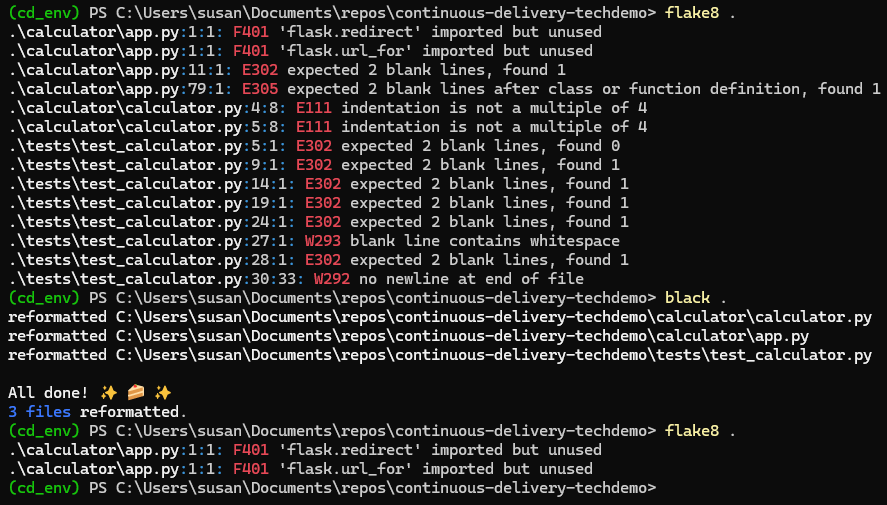 (cd_env) PS C:\Users\susan\Documents\repos\continuous-delivery-techdemo> flake8 .
.\calculator\app.py:1:1: F401 'flask.redirect' imported but unused
.\calculator\app.py:1:1: F401 'flask.url_for' imported but unused
.\calculator\app.py:11:1: E302 expected 2 blank lines, found 1
.\calculator\app.py:79:1: E305 expected 2 blank lines after class or function definition, found 1
.\calculator\calculator.py:4:8: E111 indentation is not a multiple of 4
.\calculator\calculator.py:5:8: E111 indentation is not a multiple of 4
.\tests\test_calculator.py:5:1: E302 expected 2 blank lines, found 0
.\tests\test_calculator.py:9:1: E302 expected 2 blank lines, found 1
.\tests\test_calculator.py:14:1: E302 expected 2 blank lines, found 1
.\tests\test_calculator.py:19:1: E302 expected 2 blank lines, found 1
.\tests\test_calculator.py:24:1: E302 expected 2 blank lines, found 1
.\tests\test_calculator.py:27:1: W293 blank line contains whitespace
.\tests\test_calculator.py:28:1: E302 expected 2 blank lines, found 1
.\tests\test_calculator.py:30:33: W292 no newline at end of file
(cd_env) PS C:\Users\susan\Documents\repos\continuous-delivery-techdemo> black .
reformatted C:\Users\susan\Documents\repos\continuous-delivery-techdemo\calculator\calculator.py
reformatted C:\Users\susan\Documents\repos\continuous-delivery-techdemo\calculator\app.py
reformatted C:\Users\susan\Documents\repos\continuous-delivery-techdemo\tests\test_calculator.py
All done! ✨ 🍰 ✨
3 files reformatted.
(cd_env) PS C:\Users\susan\Documents\repos\continuous-delivery-techdemo> flake8 .
.\calculator\app.py:1:1: F401 'flask.redirect' imported but unused
.\calculator\app.py:1:1: F401 'flask.url_for' imported but unused
(cd_env) PS C:\Users\susan\Documents\repos\continuous-delivery-techdemo>